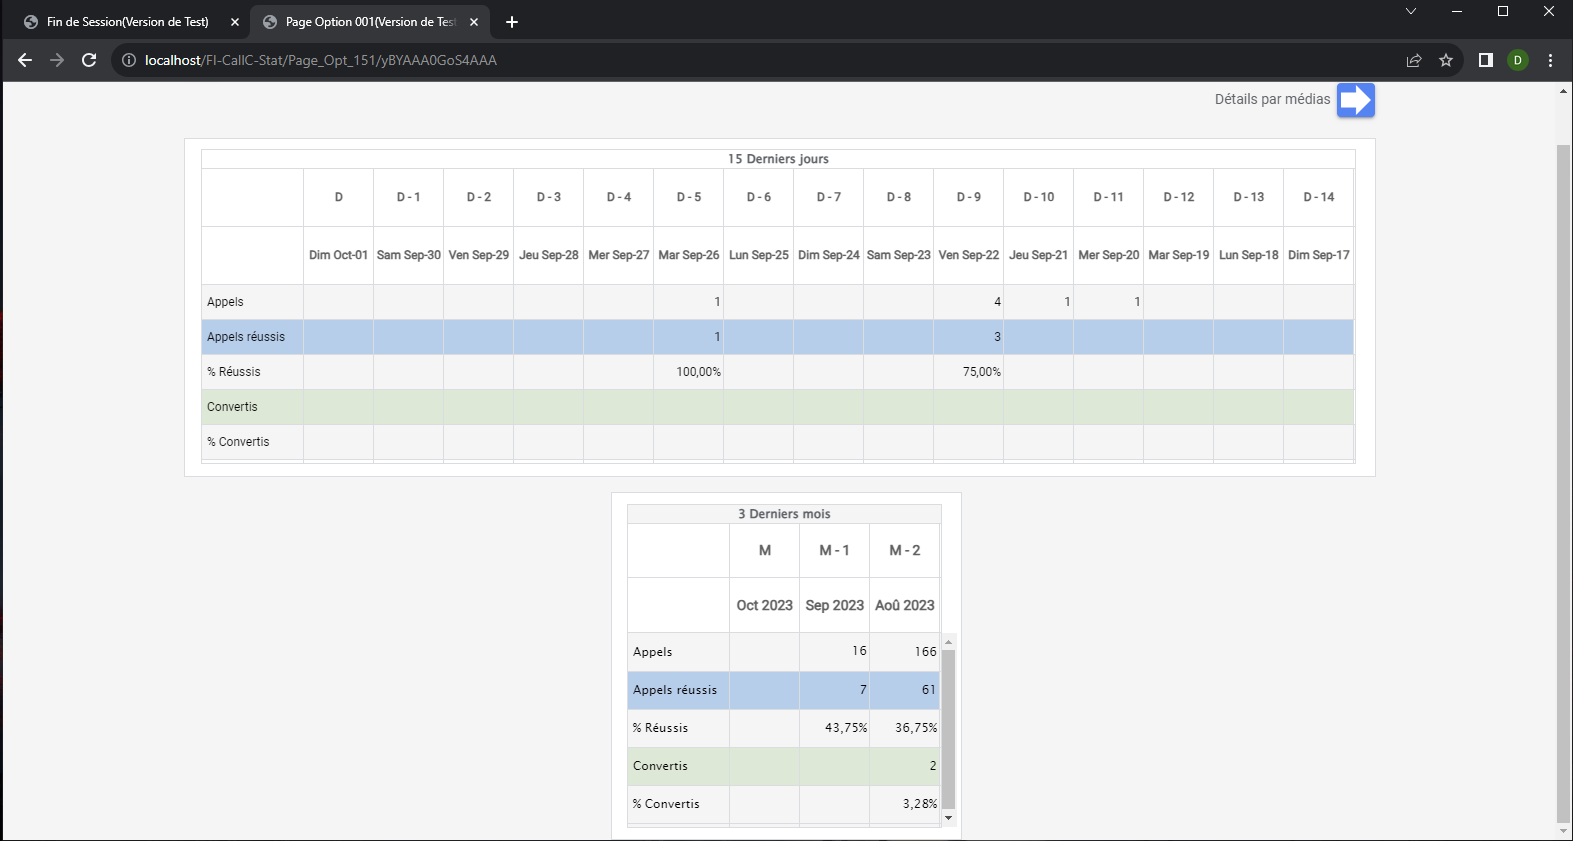 Fin de Session(Version de Test)
Page Option 001(Version de Test
localhost/FI-CallC-Stat/Page_Opt_151/yBYAAA0GoS4AAA
D
Détails par médias
15 Derniers jours
D D - 1 D - 2 D - 3 D - 4 D - 5 D - 6 D - 7 D - 8 D - 9 D - 10 D - 11 D - 12 D - 13 D - 14
Dim Oct-01 Sam Sep-30 Ven Sep-29 Jeu Sep-28 Mer Sep-27 Mar Sep-26 Lun Sep-25 Dim Sep-24 Sam Sep-23 Ven Sep-22 Jeu Sep-21 Mer Sep-20 Mar Sep-19 Lun Sep-18 Dim Sep-17
Appels 1 4 1 1
Appels réussis 1 3
% Réussis 100,00% 75,00%
Convertis
% Convertis
3 Derniers mois
M M - 1 M - 2
Oct 2023 Sep 2023 Aoû 2023
Appels 16 166
Appels réussis 7 61
% Réussis 43,75% 36,75%
Convertis 2
% Convertis 3,28%